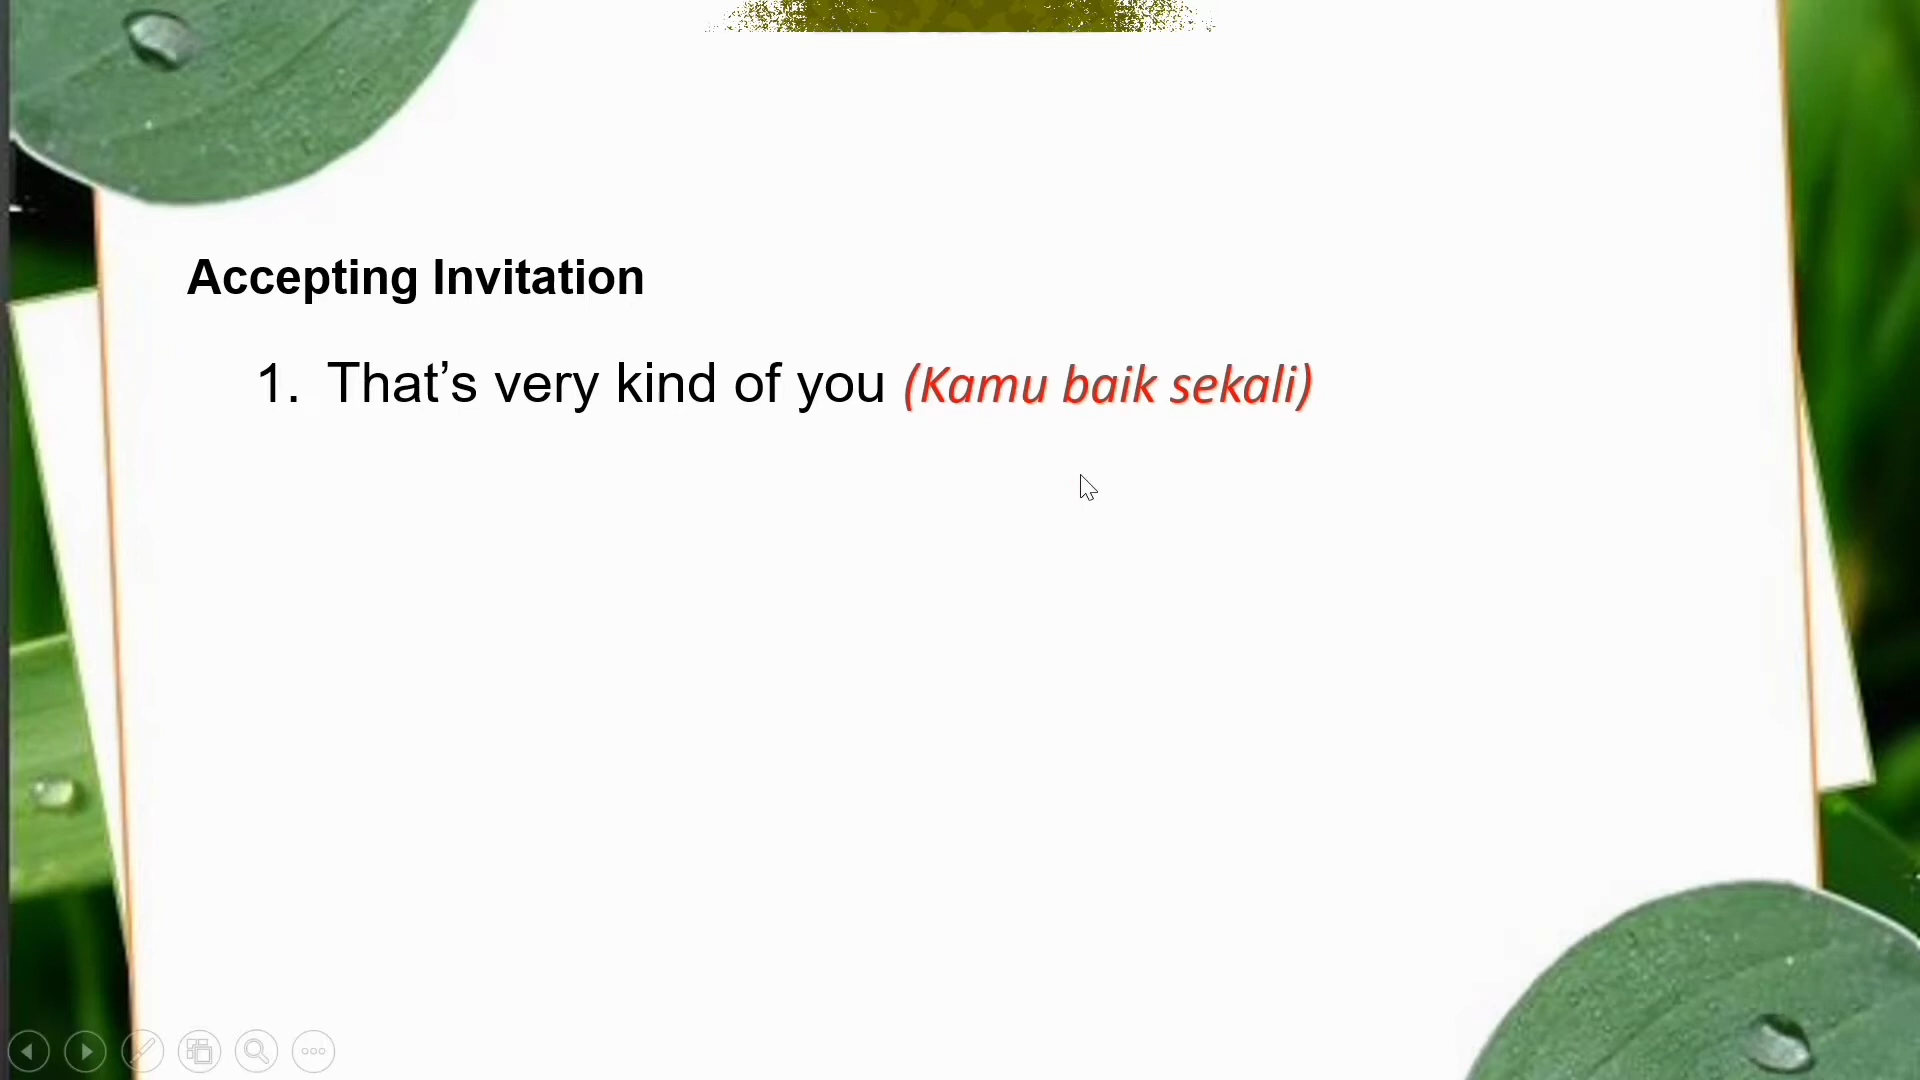 Accepting Invitation
1. That’s very kind of you (Kamu baik sekali)